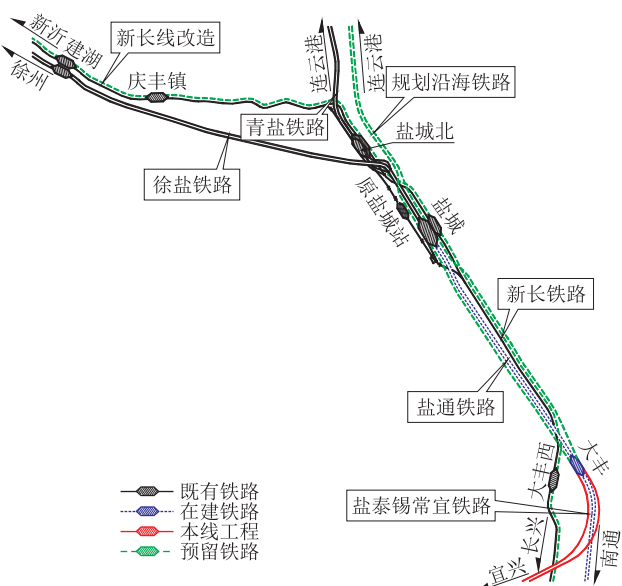 新沂
建湖
徐州
新长线改造
庆丰镇
连云港
连云港
规划沿海铁路
青盐铁路
盐城北
徐盐铁路
原盐城站
盐城
新长铁路
盐通铁路
大丰西
大丰
盐泰锡常宜铁路
长兴
宜兴
南通
既有铁路
在建铁路
本线工程
预留铁路